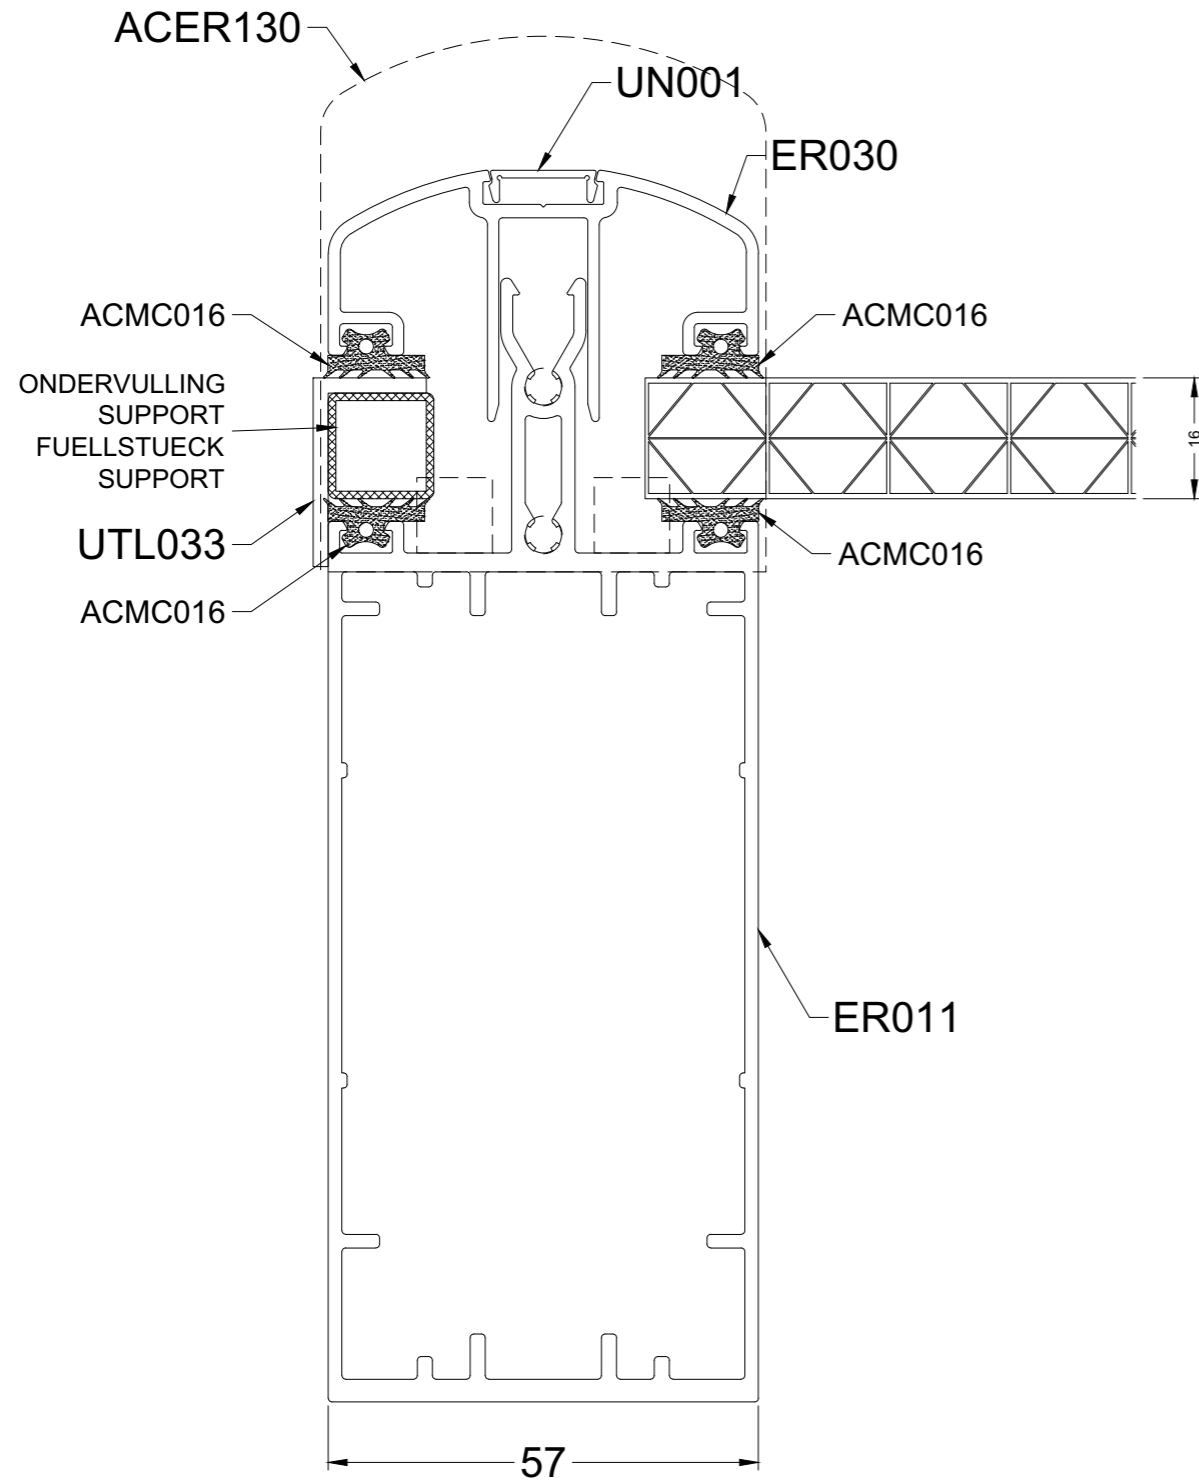 ACER130
UN001
ER030
ACMC016
ACMC016
ONDERVULLING
SUPPORT
FUELLSTUECK
SUPPORT
16
UTL033
ACMC016
ACMC016
ER011
57